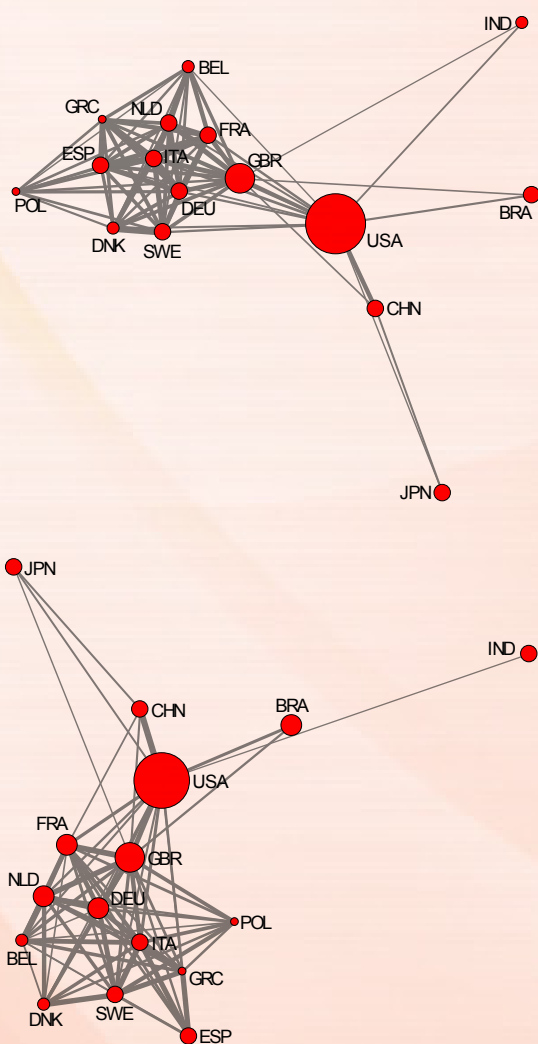 IND
BEL
GRC
NLD
FRA
ESP
ITA
GBR
POL
DEU
BRA
DNK
SWE
USA
CHN
JPN
JPN
IND
CHN
BRA
USA
FRA
GBR
NLD
DEU
POL
BEL
ITA
GRC
DNK
SWE
ESP